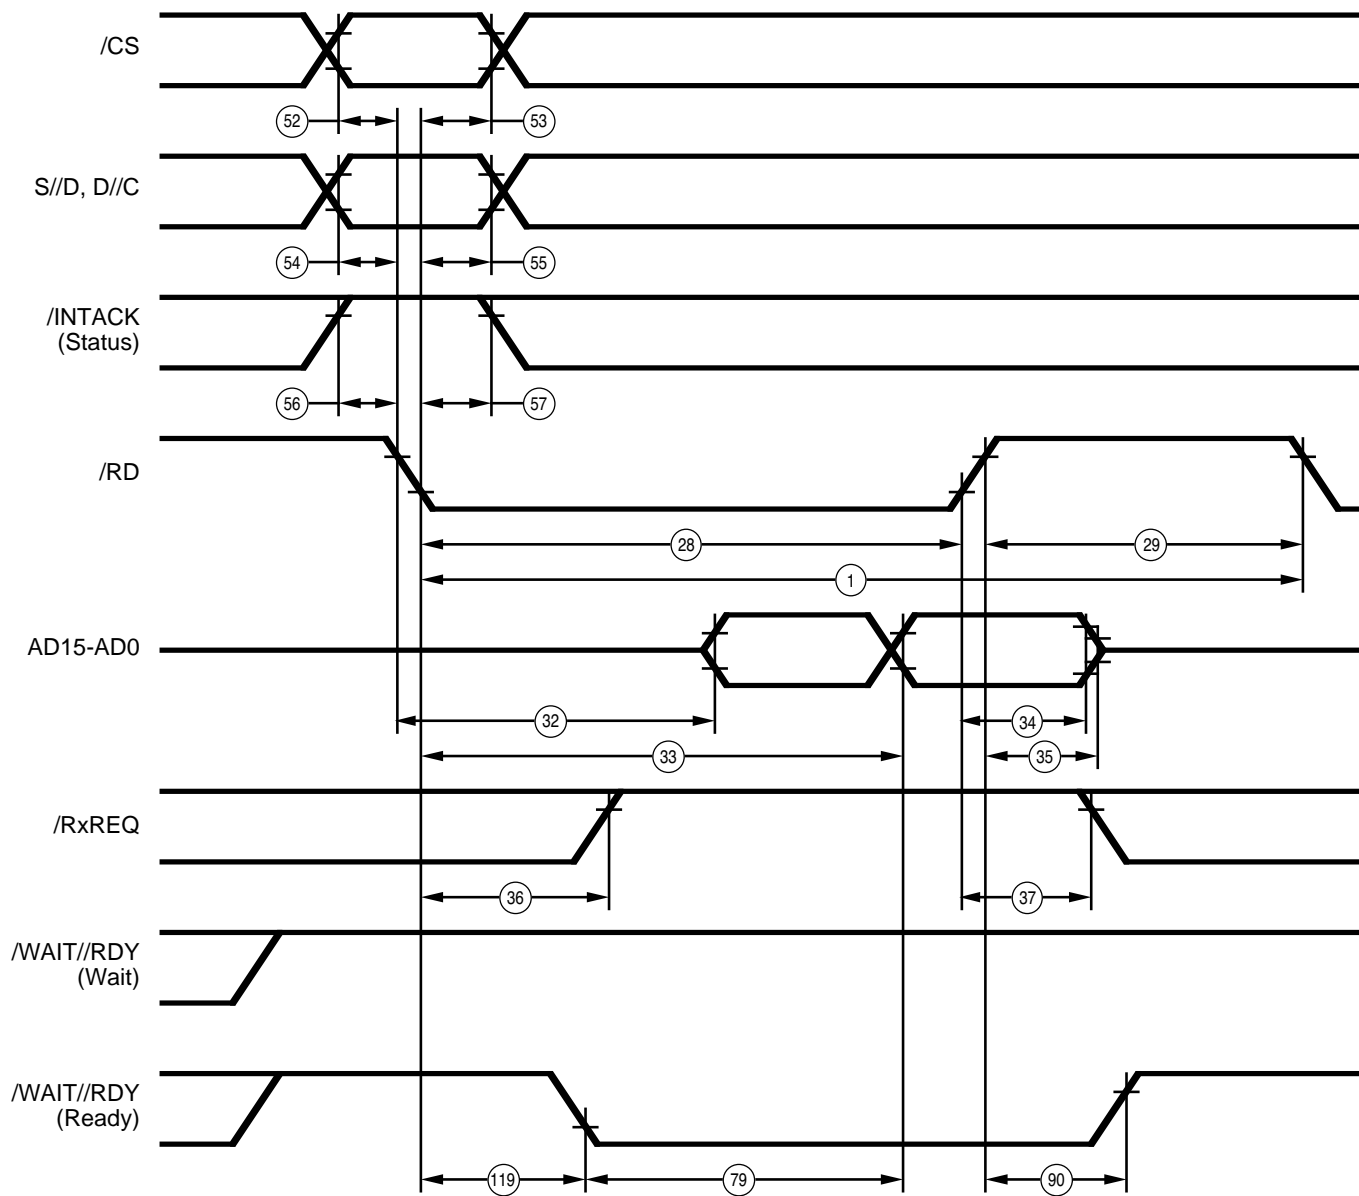 /CS
52
53
S//D, D//C
54
55
/INTACK
(Status)
56
57
/RD
28
29
1
AD15-AD0
32
34
33
35
/RxREQ
36
37
/WAIT//RDY
(Wait)
/WAIT//RDY
(Ready)
119
79
90